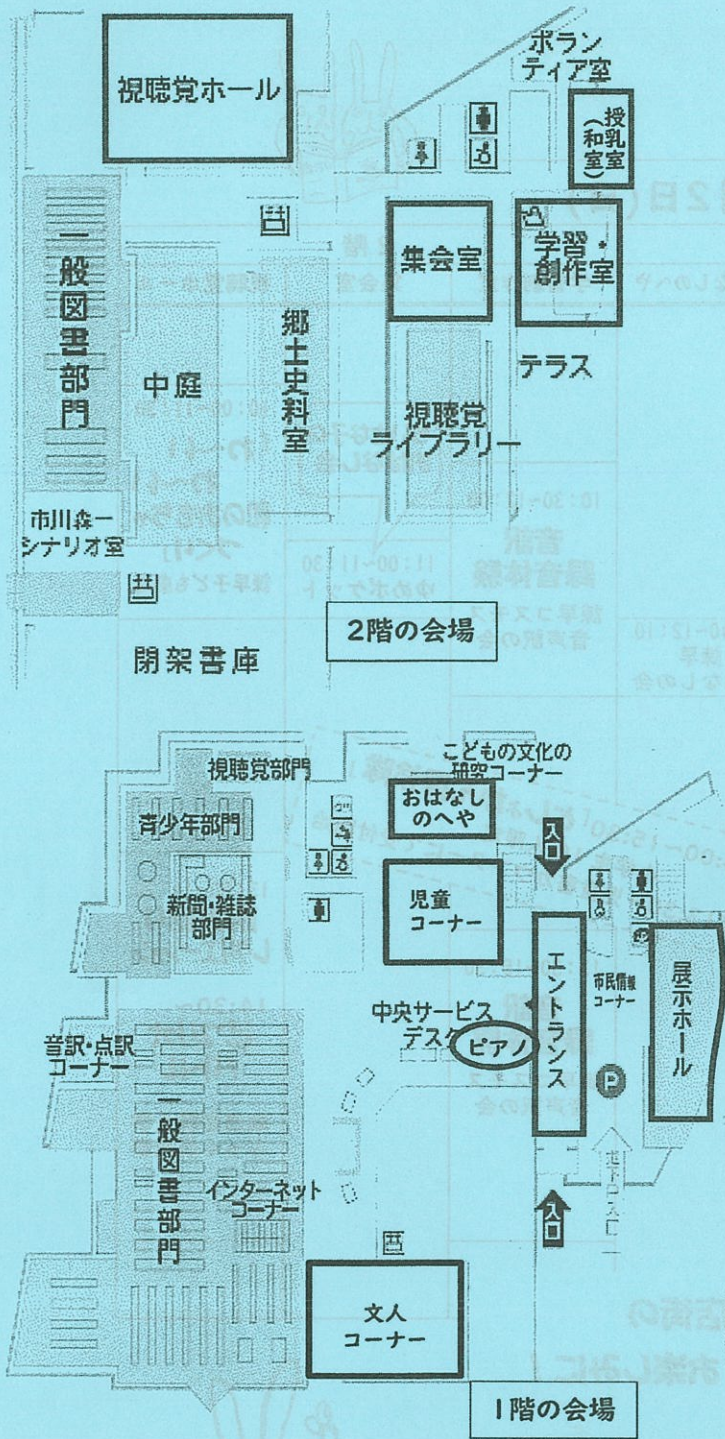 視聴覚ホール
ボラン
ティア室
授乳室
(和室)
一般図書部門
集会室
学習・
創作室
郷土史料室
中庭
テラス
視聴覚
ライブラリー
市川森一
シナリオ室
2階の会場
閉架書庫
視聴覚部門
こどもの文化の
研究コーナー
おはなし
のへや
青少年部門
入口
児童
コーナー
新聞・雑誌
部門
エントランス
市民情報
コーナー
展示ホール
中央サービス
デスク
ピアノ
音訳・点訳
コーナー
P
一般図書部門
インターネット
コーナー
入口
文人
コーナー
1階の会場